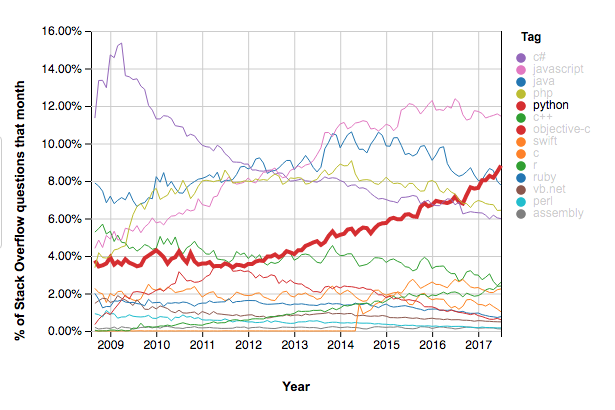 16.00%
14.00%
12.00%
10.00%
8.00%
6.00%
4.00%
2.00%
0.00%
% of Stack Overflow questions that month
2009 2010 2011 2012 2013 2014 2015 2016 2017
Year
Tag
c#
javascript
java
php
python
c++
objective-c
swift
c
r
ruby
vb.net
perl
assembly